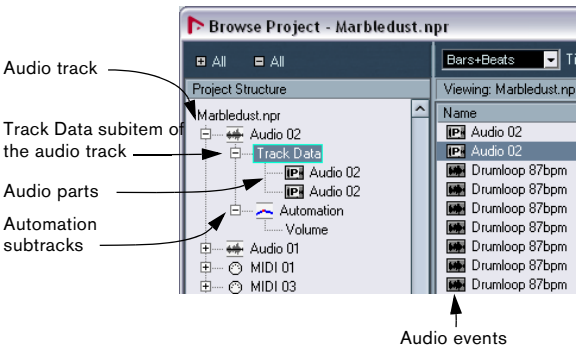 Browse Project - Marbledust.npr
All All
Bars+Beats Ti
Project Structure
Viewing: Marbledust.np
Name
Marbledust.npr
Audio 02
Track Data
Audio 02
Audio 02
Automation
Volume
Audio 01
MIDI 01
MIDI 03
Audio 02
Audio 02
Drumloop 87bpm
Drumloop 87bpm
Drumloop 87bpm
Drumloop 87bpm
Drumloop 87bpm
Drumloop 87bpm
Drumloop 87bpm
Audio track
Track Data subitem of
the audio track
Audio parts
Automation
subtracks
Audio events